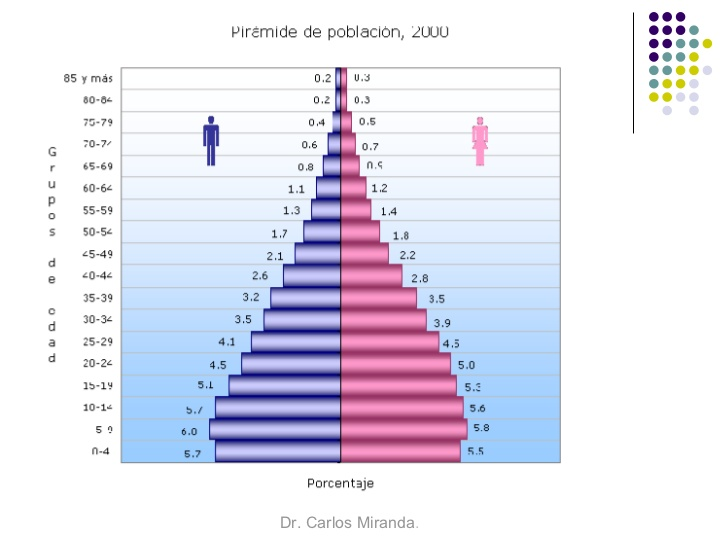 Pirámide de población, 2000
85 y más 0.2 0.3
80-84 0.2 0.3
75-79 0.4 0.5
70-74 0.6 0.7
65-69 0.8 0.9
60-64 1.1 1.2
55-59 1.3 1.4
50-54 1.7 1.8
45-49 2.1 2.2
40-44 2.6 2.8
35-39 3.2 3.5
30-34 3.5 3.9
25-29 4.1 4.5
20-24 4.5 5.0
15-19 5.1 5.3
10-14 5.7 5.6
5-9 6.0 5.8
0-4 5.7 5.5
Grupos de edad
Porcentaje
Dr. Carlos Miranda.